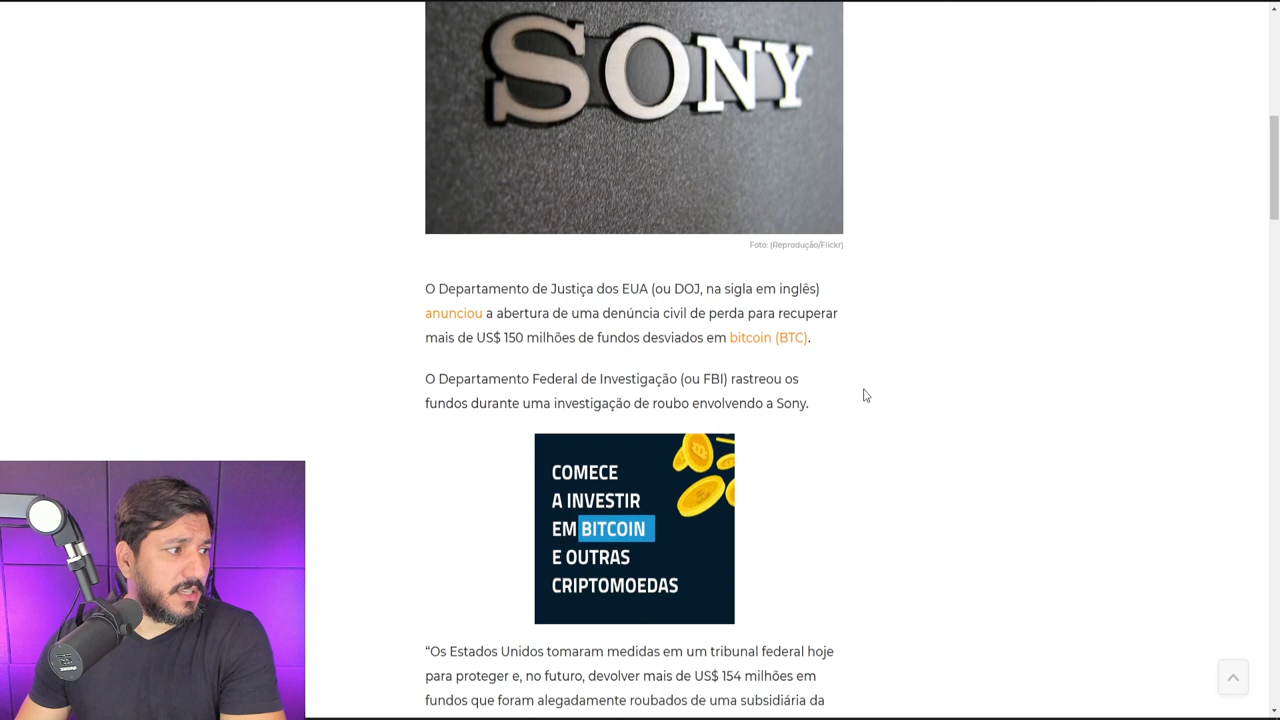 SONY
Foto: (Reprodução/Flickr)
O Departamento de Justiça dos EUA (ou DOJ, na sigla em inglês)
anunciou a abertura de uma denúncia civil de perda para recuperar
mais de US$ 150 milhões de fundos desviados em bitcoin (BTC).
O Departamento Federal de Investigação (ou FBI) rastreou os
fundos durante uma investigação de roubo envolvendo a Sony.
COMECE
A INVESTIR
EM BITCOIN
E OUTRAS
CRIPTOMOEDAS
“Os Estados Unidos tomaram medidas em um tribunal federal hoje
para proteger e, no futuro, devolver mais de US$ 154 milhões em
fundos que foram alegadamente roubados de uma subsidiária da